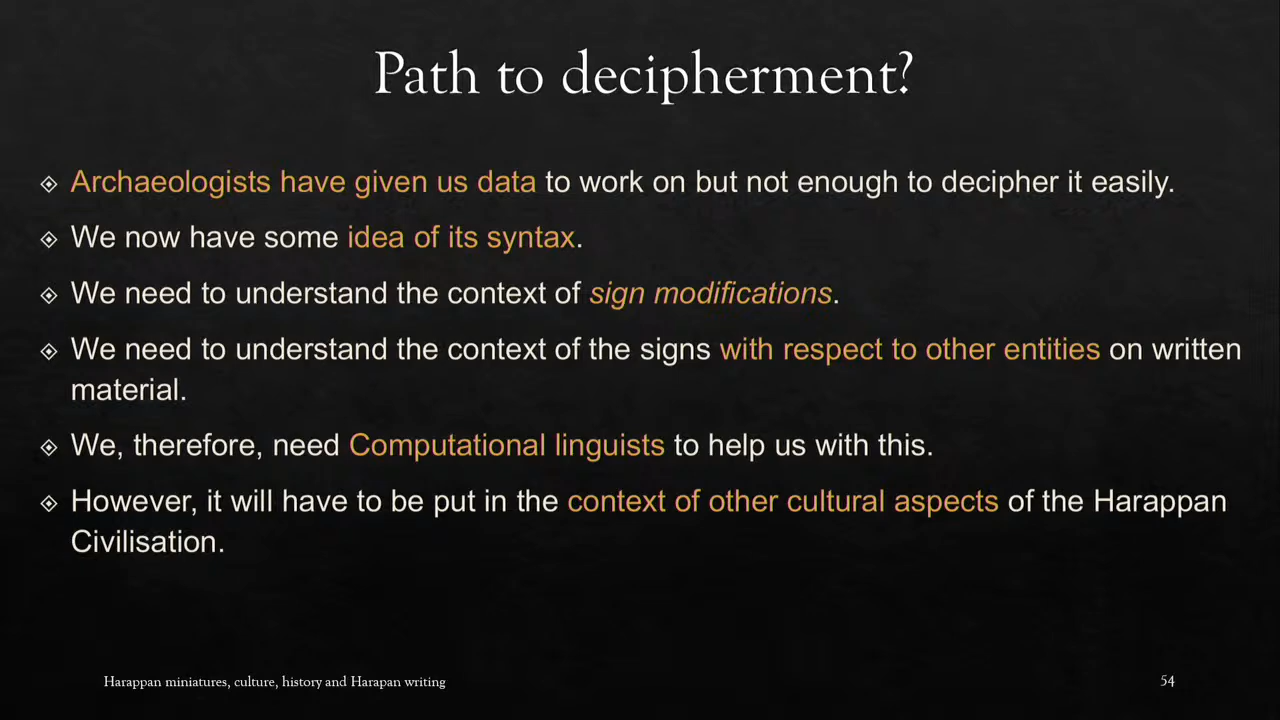 Path to decipherment?
Archaeologists have given us data to work on but not enough to decipher it easily.
We now have some idea of its syntax.
We need to understand the context of sign modifications.
We need to understand the context of the signs with respect to other entities on written
material.
We, therefore, need Computational linguists to help us with this.
However, it will have to be put in the context of other cultural aspects of the Harappan
Civilisation.
Harappan miniatures, culture, history and Harapan writing
54